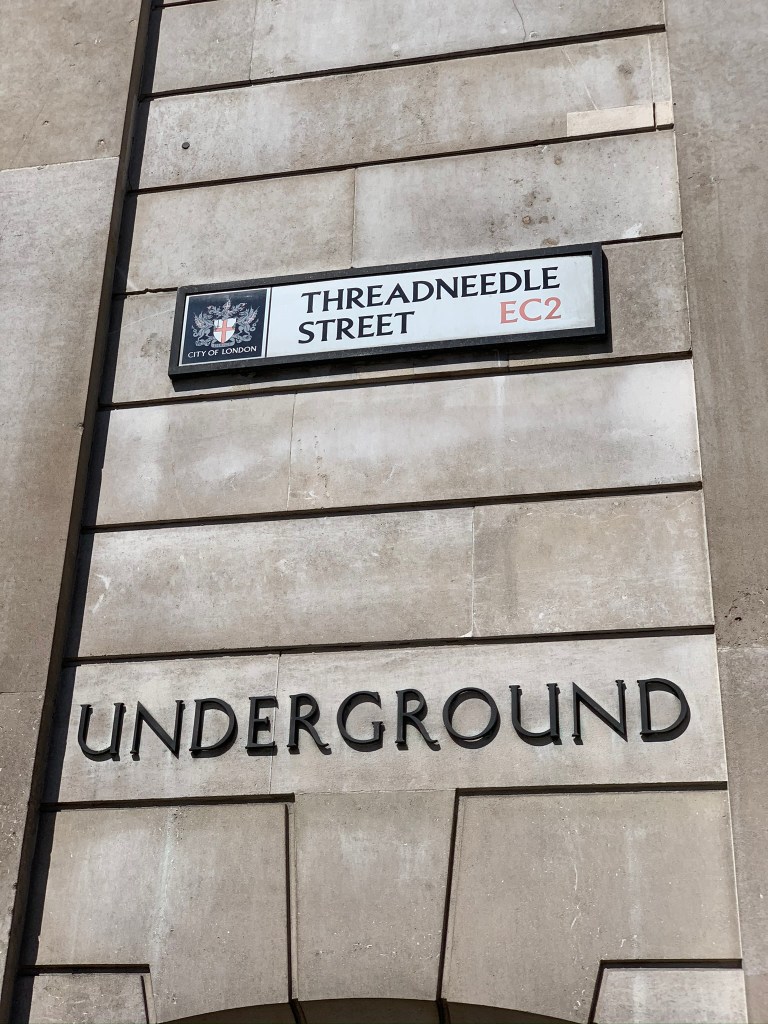 THREADNEEDLE
STREET EC2
CITY OF LONDON
UNDERGROUND